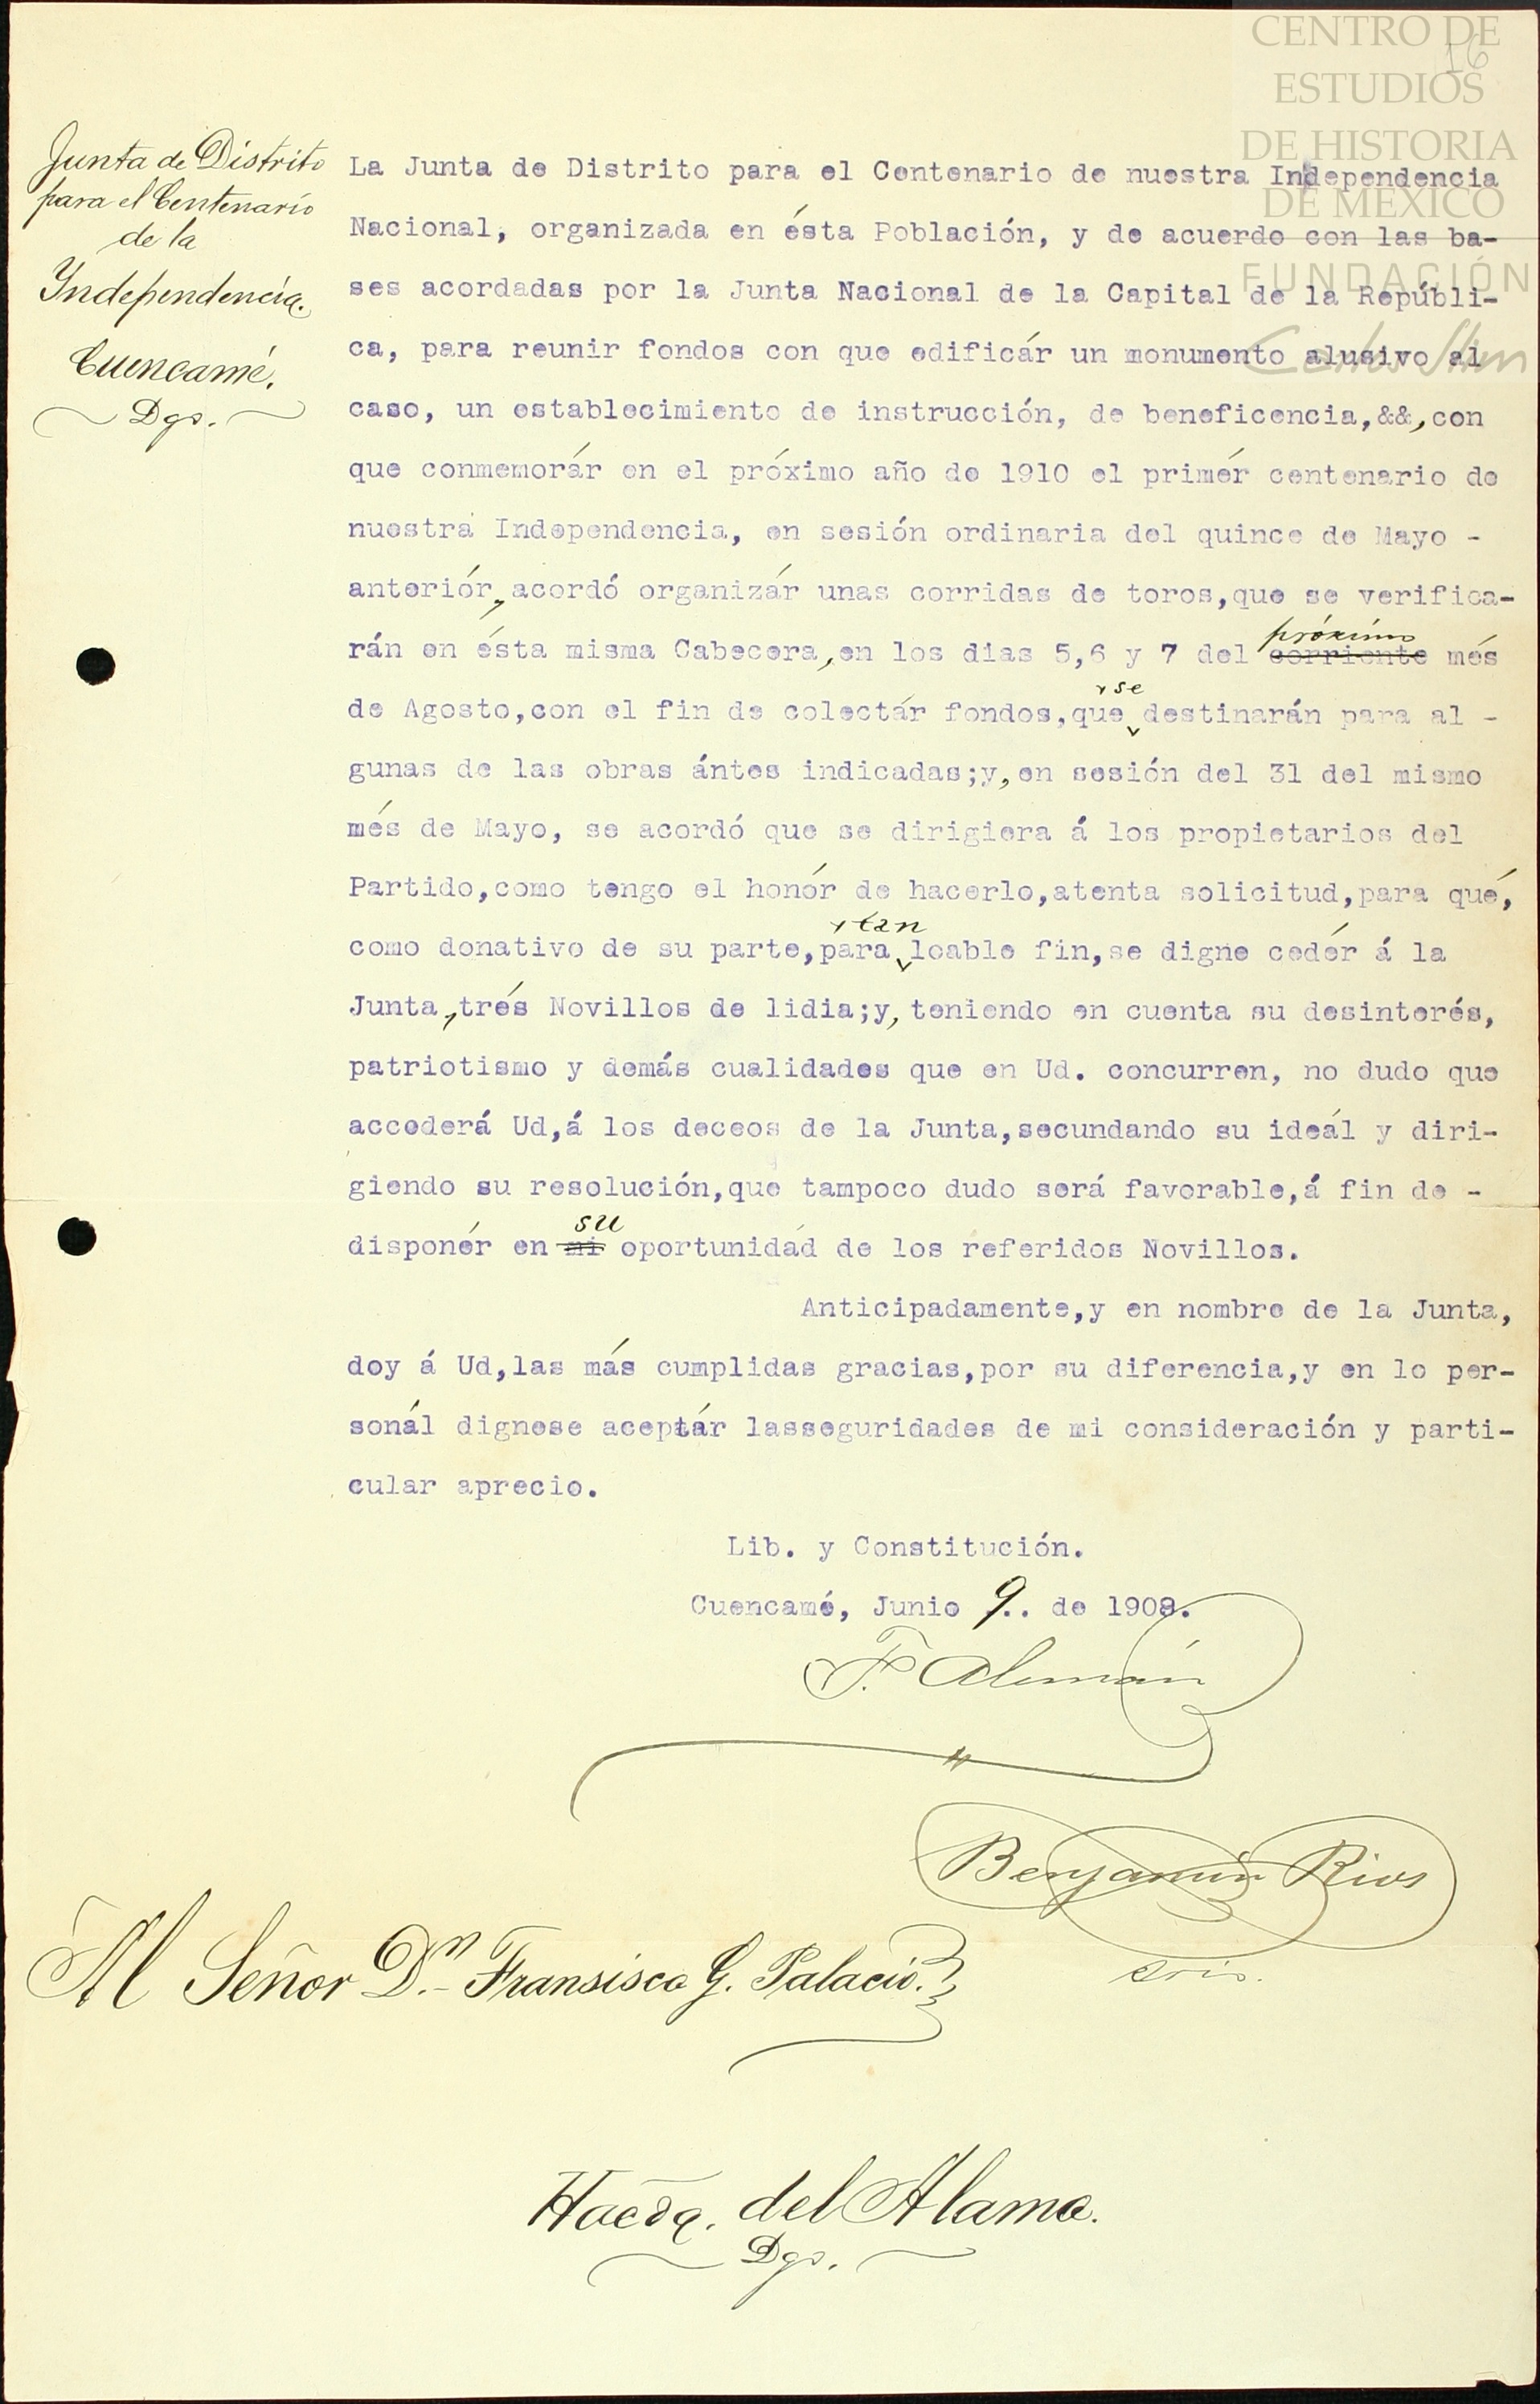 CENTRO DE
ESTUDIOS
DE HISTORIA
DE MEXICO
FUNDACIÓN
Carlos Slim
16
Junta de Distrito
para el Centenario
de la
Independencia.
Cuencamé.
Dgo.
La Junta de Distrito para el Centenario de nuestra Independencia
Nacional, organizada en ésta Población, y de acuerdo con las ba-
ses acordadas por la Junta Nacional de la Capital de la Repúbli-
ca, para reunir fondos con que edificár un monumento alusivo al
caso, un establecimiento de instrucción, de beneficencia,&&,con
que conmemorár en el próximo año de 1910 el primér centenario de
nuestra Independencia, en sesión ordinaria del quince de Mayo -
anteriór, acordó organizár unas corridas de toros,que se verifica-
rán en ésta misma Cabecera,en los dias 5,6 y 7 del corriente próximo més
de Agosto,con el fin de colectár fondos,que se destinarán para al -
gunas de las obras ántes indicadas;y,en sesión del 31 del mismo
més de Mayo, se acordó que se dirigiera á los propietarios del
Partido,como tengo el honór de hacerlo,atenta solicitud,para qué,
como donativo de su parte,para tan loable fin,se digne cedér á la
Junta,trés Novillos de lidia;y,teniendo en cuenta su desinterés,
patriotismo y demás cualidades que en Ud. concurren, no dudo que
accederá Ud,á los deceos de la Junta,secundando su ideál y diri-
giendo su resolución,que tampoco dudo será favorable,á fin de -
disponér en mi su oportunidad de los referidos Novillos.
Anticipadamente,y en nombre de la Junta,
doy á Ud,las más cumplidas gracias,por su diferencia,y en lo per-
sonál dignese aceptár lasseguridades de mi consideración y parti-
cular aprecio.
Lib. y Constitución.
Cuencamé, Junio 9.. de 1908.
F. Alemán
Benjamín Rios
srio.
Al Señor Dn. Fransisco G. Palacio.
Hacda. del Alamo.
Dgo.